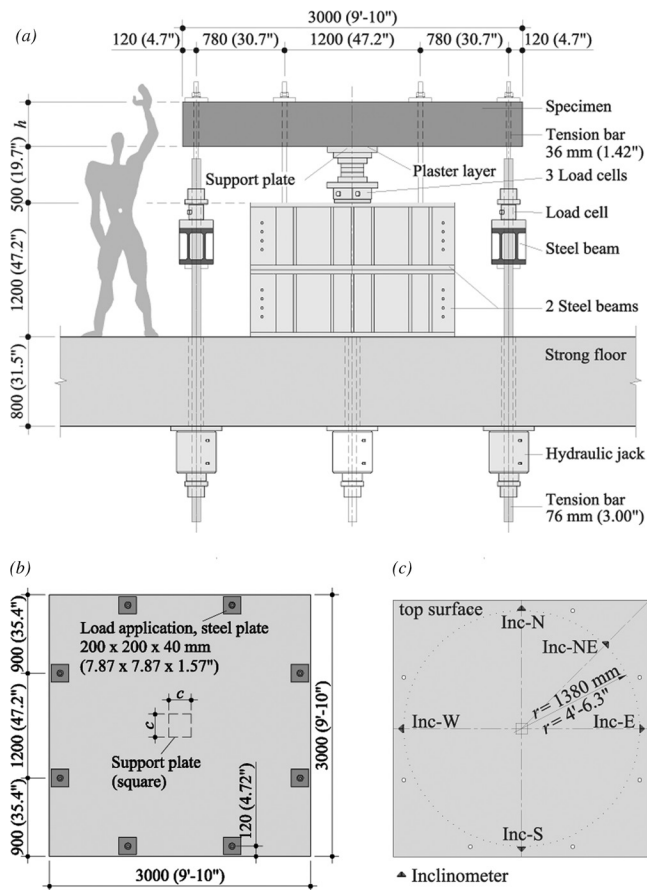 (a)
3000 (9'-10")
120 (4.7") 780 (30.7") 1200 (47.2") 780 (30.7") 120 (4.7")
h
500 (19.7")
1200 (47.2")
800 (31.5")
Specimen
Tension bar
36 mm (1.42")
Support plate
Plaster layer
3 Load cells
Load cell
Steel beam
2 Steel beams
Strong floor
Hydraulic jack
Tension bar
76 mm (3.00")
(b)
900 (35.4")
1200 (47.2")
900 (35.4")
Load application, steel plate
200 x 200 x 40 mm
(7.87 x 7.87 x 1.57")
c
c
Support plate
(square)
120 (4.72")
3000 (9'-10")
3000 (9'-10")
(c)
top surface
Inc-N
Inc-NE
r= 1380 mm
r= 4'-6.3"
Inc-W
Inc-E
Inc-S
Inclinometer